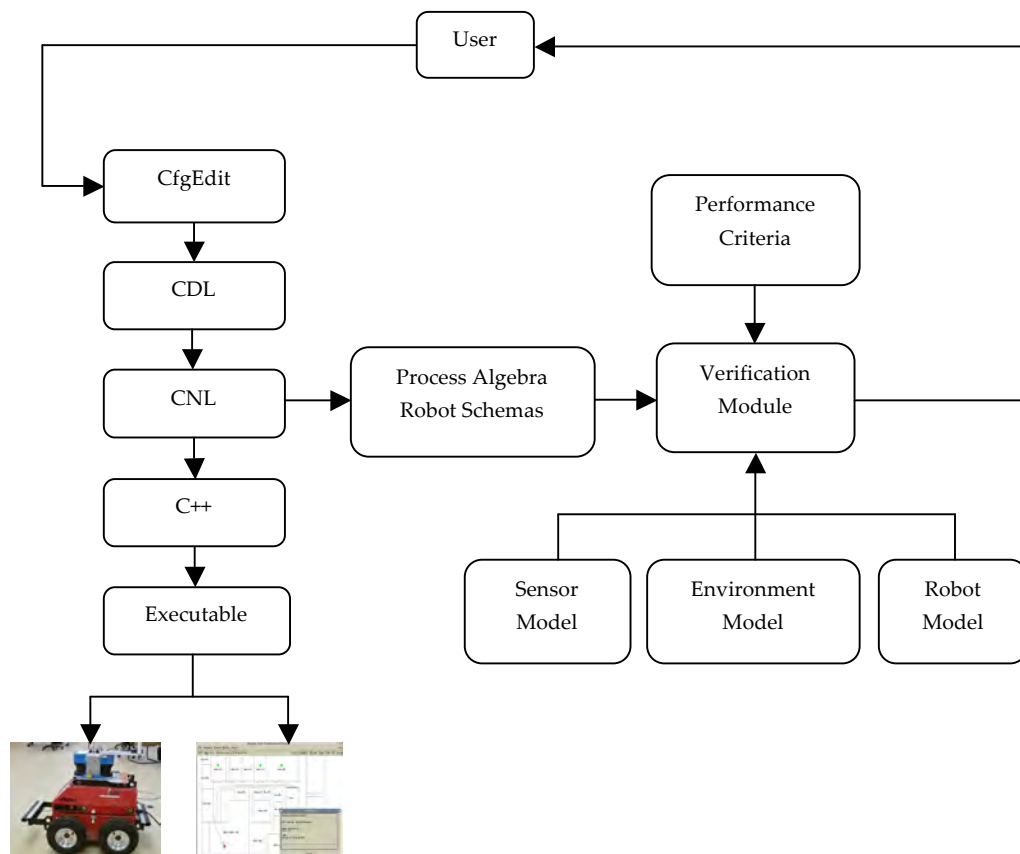 User
CfgEdit
Performance
Criteria
CDL
CNL
Process Algebra
Robot Schemas
Verification
Module
C++
Sensor
Model
Environment
Model
Robot
Model
Executable